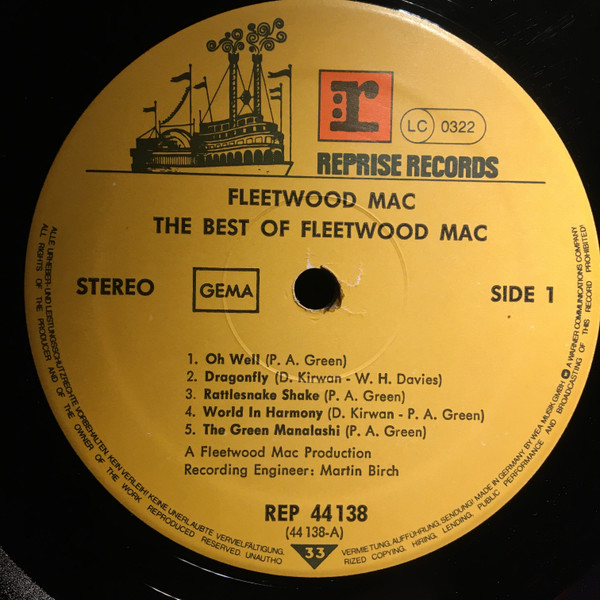 r
LC 0322
REPRISE RECORDS
FLEETWOOD MAC
THE BEST OF FLEETWOOD MAC
STEREO
GEMA
SIDE 1
1. Oh Well (P. A. Green)
2. Dragonfly (D. Kirwan - W. H. Davies)
3. Rattlesnake Shake (P. A. Green)
4. World In Harmony (D. Kirwan - P. A. Green)
5. The Green Manalashi (P. A. Green)
A Fleetwood Mac Production
Recording Engineer: Martin Birch
REP 44 138
(44 138-A)
33
ALLE URHEBER- UND LEISTUNGSSCHUTZRECHTE VORBEHALTEN. KEIN VERLEIH! KEINE UNERLAUBTE VERVIELFÄLTIGUNG, VERMIETUNG, AUFFÜHRUNG, SENDUNG! MADE IN GERMANY BY WEA MUSIK GMBH A WARNER COMMUNICATIONS COMPANY
ALL RIGHTS OF THE PRODUCER AND OF THE OWNER OF THE WORK REPRODUCED RESERVED UNAUTHORIZED COPYING, HIRING, LENDING, PUBLIC PERFORMANCE AND BROADCASTING OF THIS RECORD PROHIBITED!